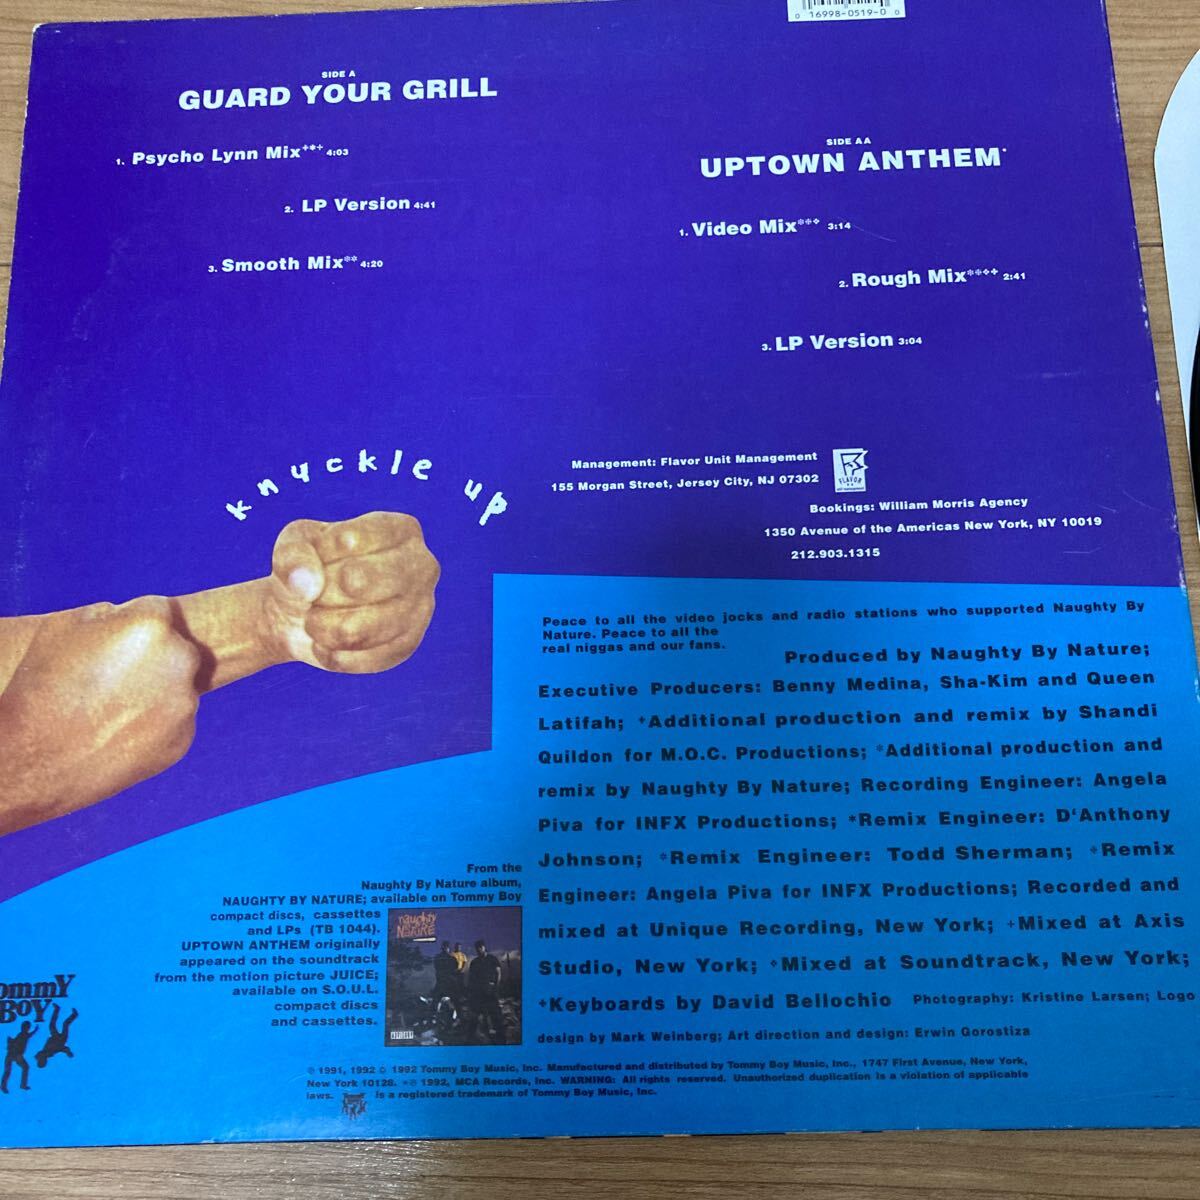 0 16998-0519-0 0
SIDE A
GUARD YOUR GRILL
1. Psycho Lynn Mix+*+ 4:03
2. LP Version 4:41
3. Smooth Mix** 4:20
SIDE AA
UPTOWN ANTHEM*
1. Video Mix 3:14
2. Rough Mix 2:41
3. LP Version 3:04
knuckle up
Management: Flavor Unit Management
155 Morgan Street, Jersey City, NJ 07302
FLAVOR
Bookings: William Morris Agency
1350 Avenue of the Americas New York, NY 10019
212.903.1315
Peace to all the video jocks and radio stations who supported Naughty By
Nature. Peace to all the
real niggas and our fans.
Produced by Naughty By Nature;
Executive Producers: Benny Medina, Sha-Kim and Queen
Latifah; +Additional production and remix by Shandi
Quildon for M.O.C. Productions; *Additional production and
remix by Naughty By Nature; Recording Engineer: Angela
Piva for INFX Productions; *Remix Engineer: D'Anthony
Johnson; *Remix Engineer: Todd Sherman; +Remix
Engineer: Angela Piva for INFX Productions; Recorded and
mixed at Unique Recording, New York; +Mixed at Axis
Studio, New York; +Mixed at Soundtrack, New York;
+Keyboards by David Bellochio Photography: Kristine Larsen; Logo
design by Mark Weinberg; Art direction and design: Erwin Gorostiza
From the
Naughty By Nature album,
NAUGHTY BY NATURE; available on Tommy Boy
compact discs, cassettes
and LPs (TB 1044).
UPTOWN ANTHEM originally
appeared on the soundtrack
from the motion picture JUICE;
available on S.O.U.L.
compact discs
and cassettes.
naughty
by
NATURE
ommY
BoY
℗ 1991, 1992 © 1992 Tommy Boy Music, Inc. Manufactured and distributed by Tommy Boy Music, Inc., 1747 First Avenue, New York,
New York 10128. *℗ 1992, MCA Records, Inc. WARNING: All rights reserved. Unauthorized duplication is a violation of applicable
laws. is a registered trademark of Tommy Boy Music, Inc.